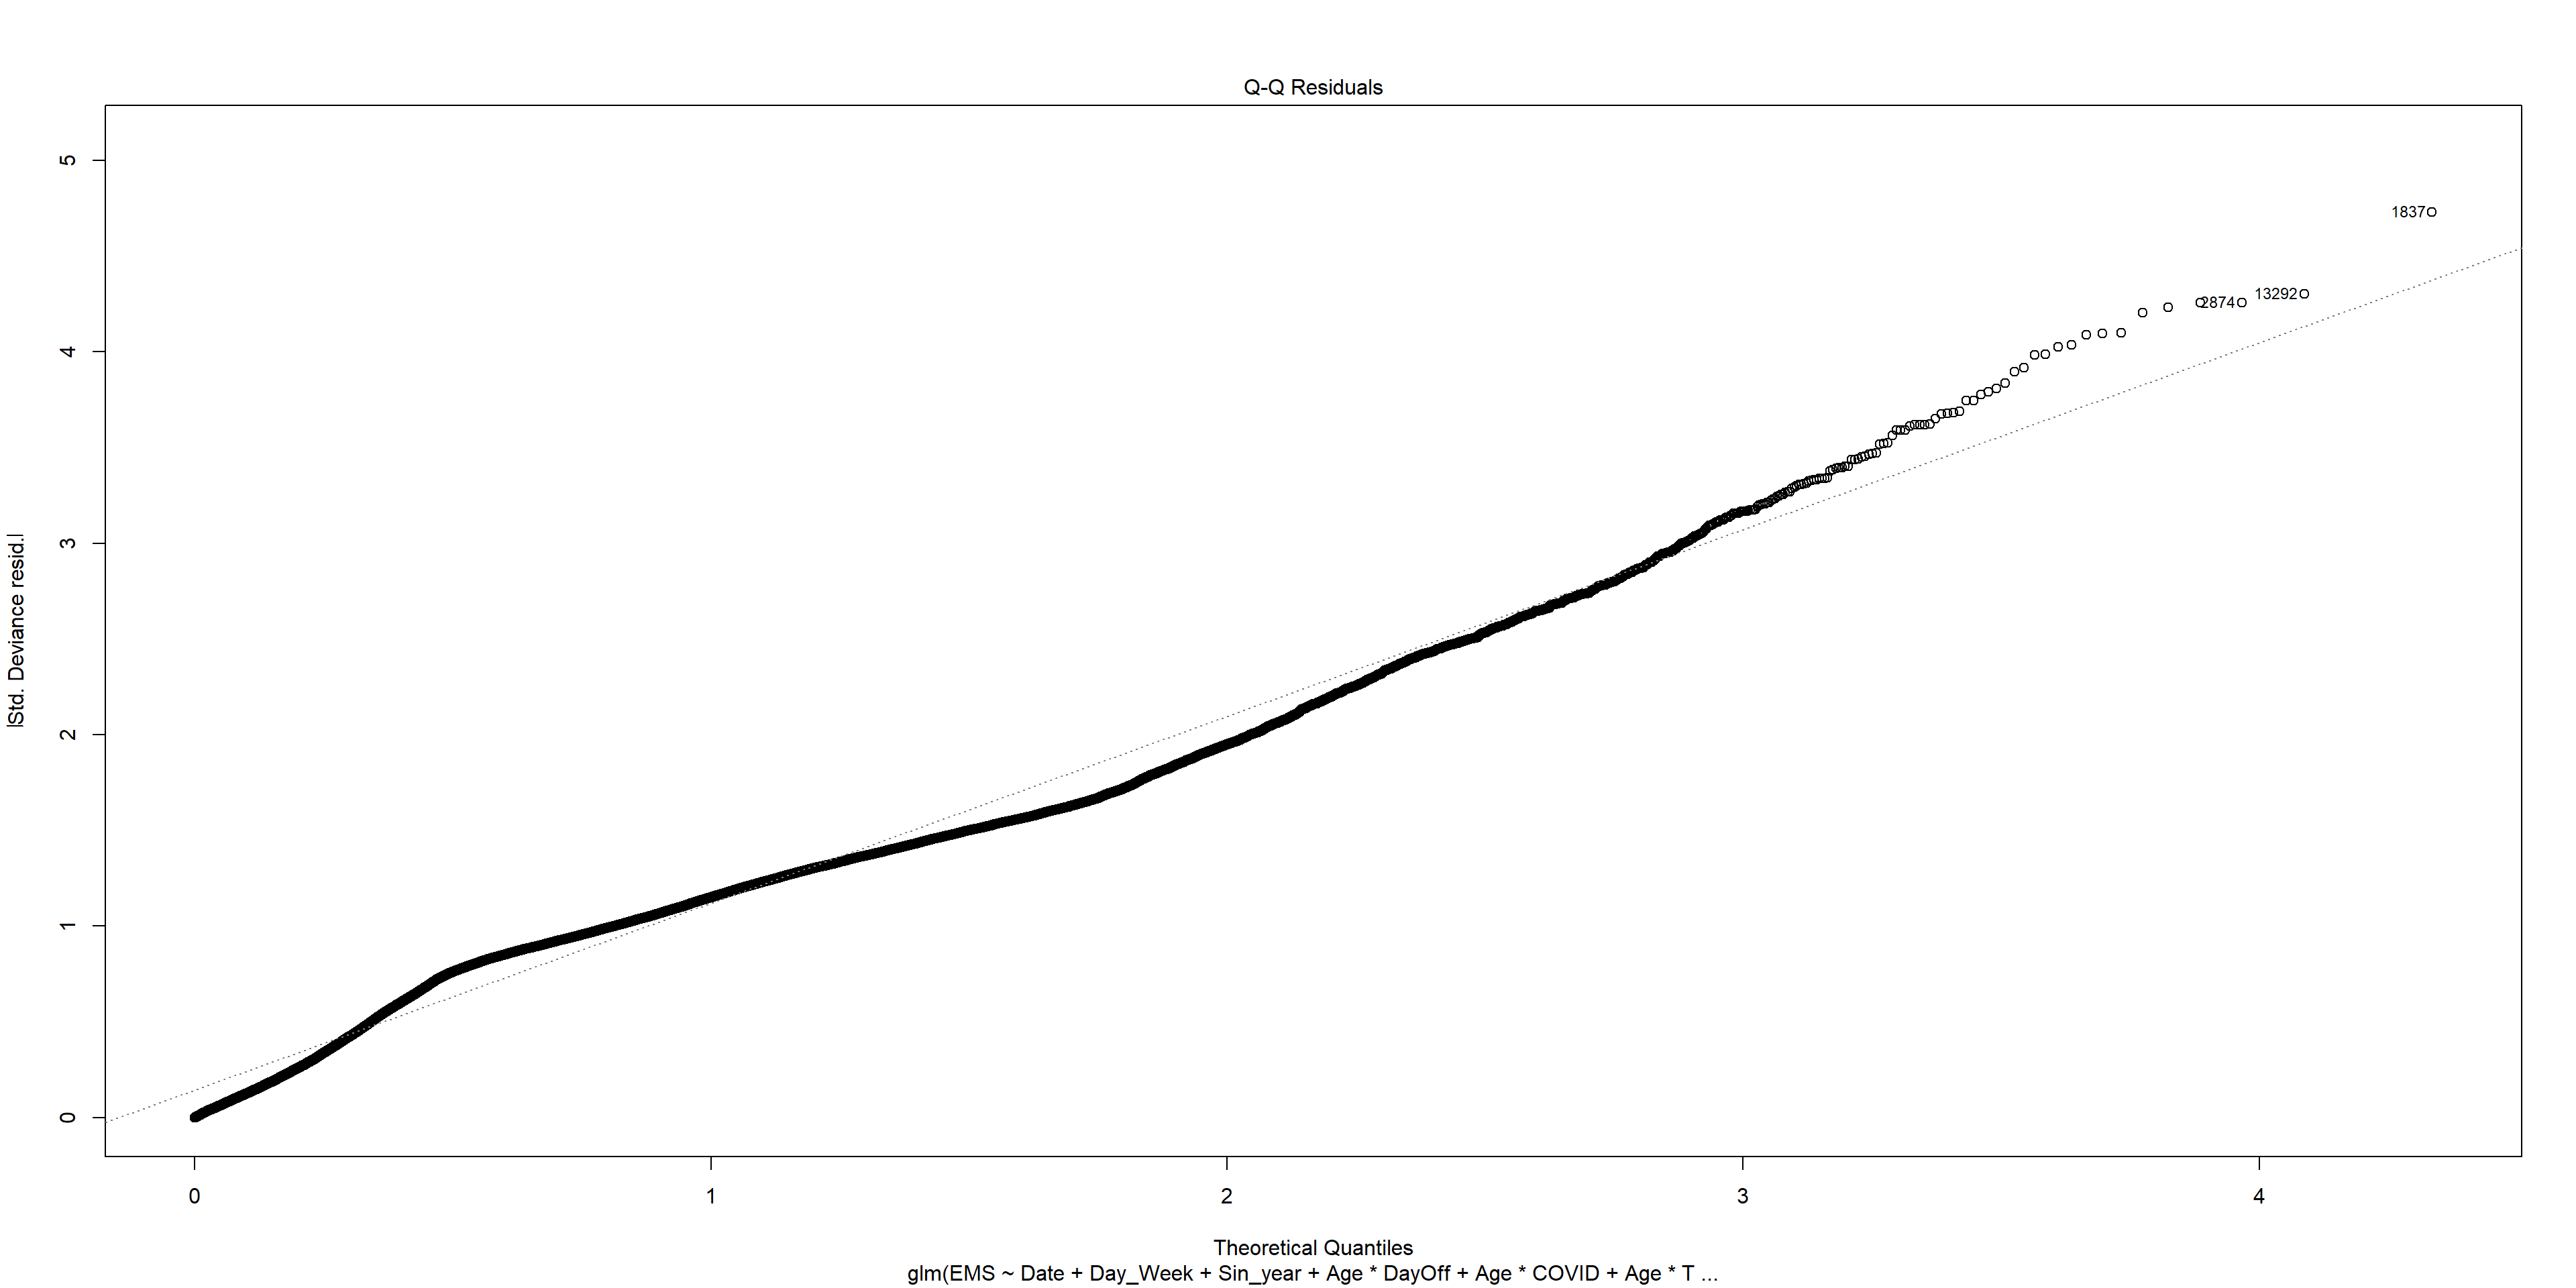 Q-Q Residuals
5
4
3
2
1
0
|Std. Deviance resid.|
1837
13292
2874
0 1 2 3 4
Theoretical Quantiles
glm(EMS ~ Date + Day_Week + Sin_year + Age * DayOff + Age * COVID + Age * T ...